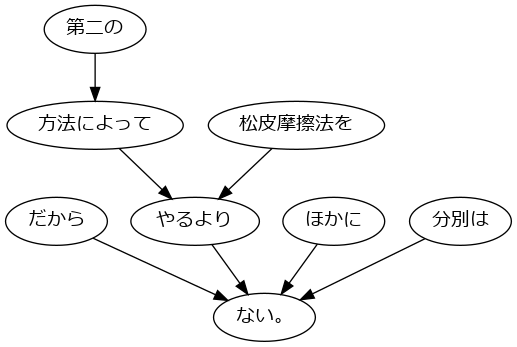 第二の
方法によって
松皮摩擦法を
だから
やるより
ほかに
分別は
ない。